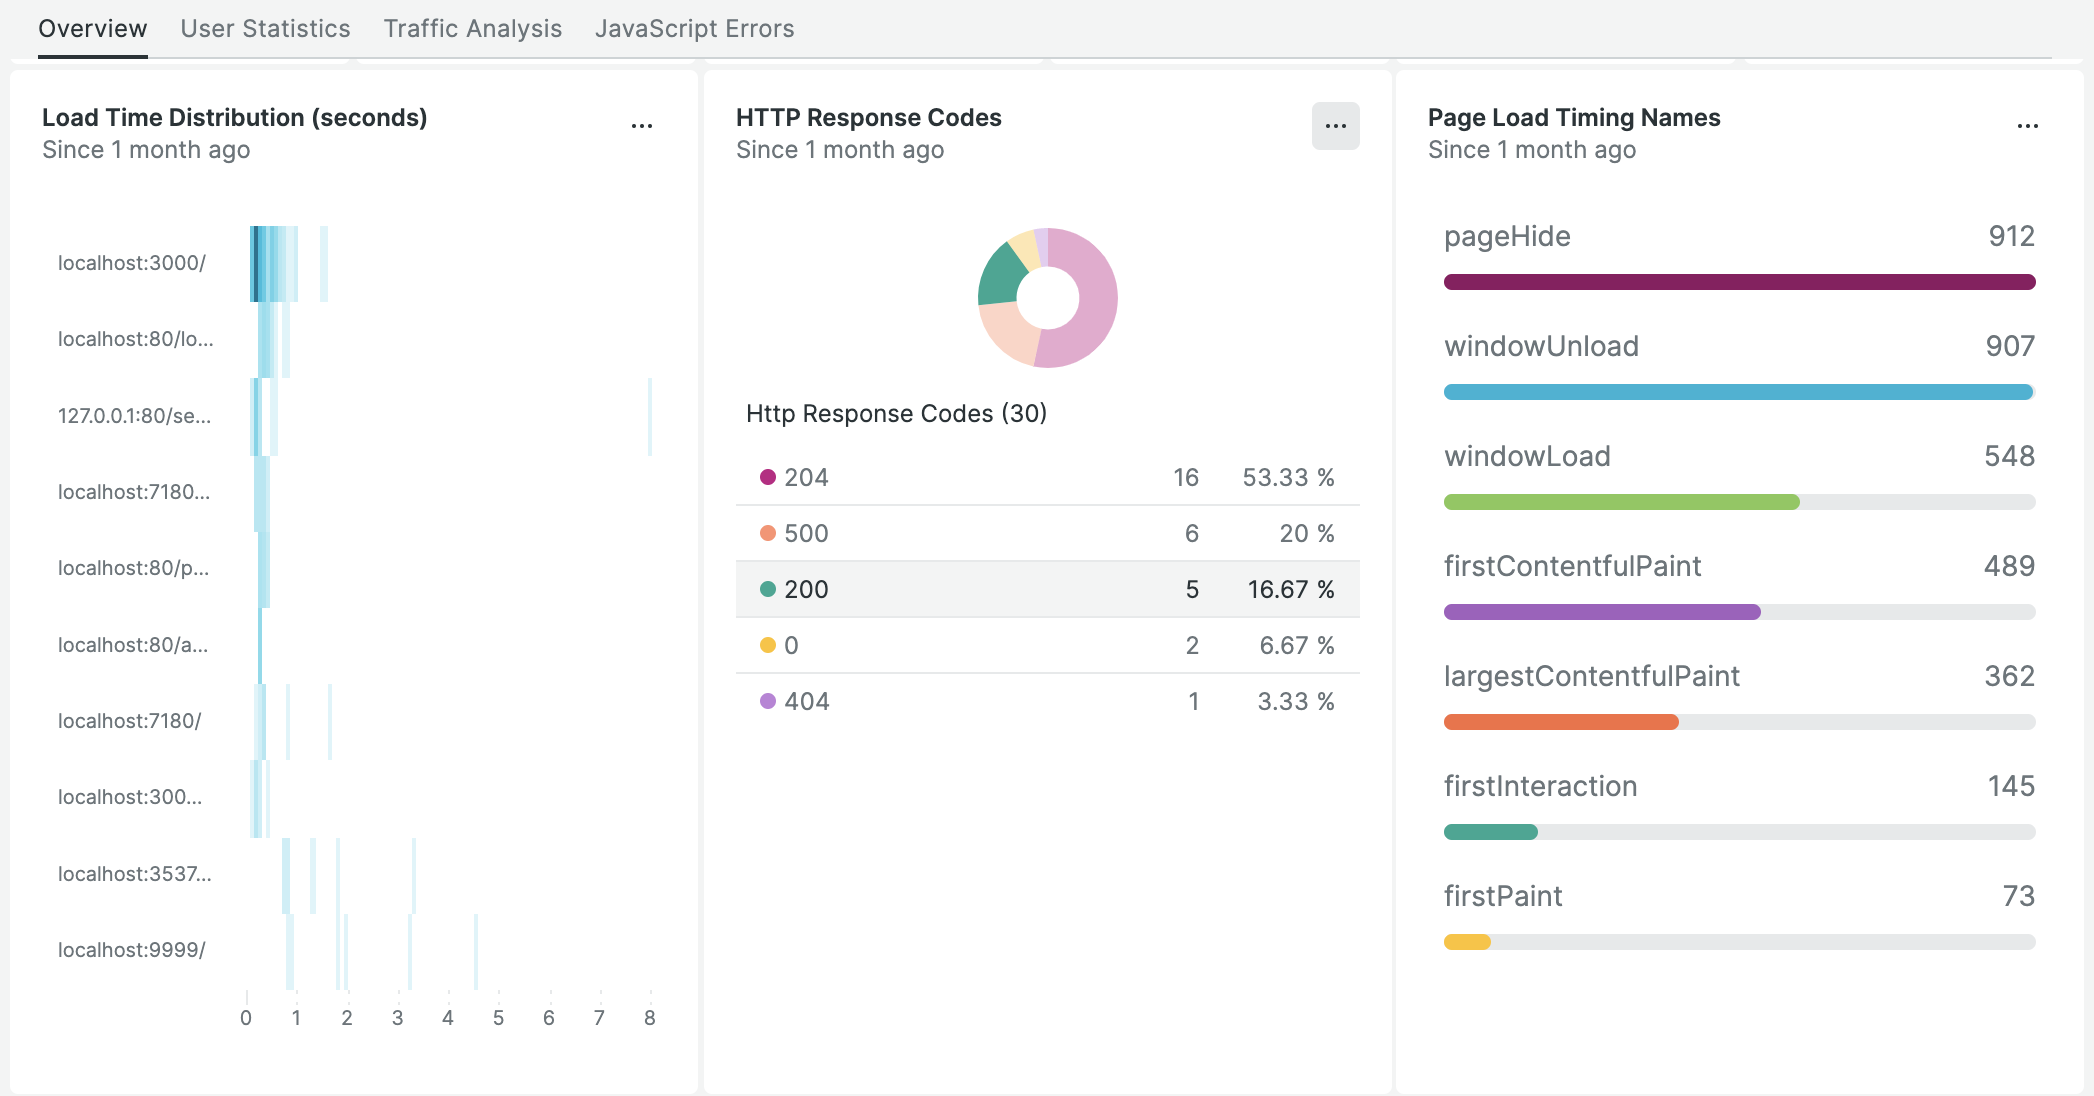 Overview User Statistics Traffic Analysis JavaScript Errors
Load Time Distribution (seconds)
Since 1 month ago
...
localhost:3000/
localhost:80/lo...
127.0.0.1:80/se...
localhost:7180...
localhost:80/p...
localhost:80/a...
localhost:7180/
localhost:300...
localhost:3537...
localhost:9999/
0 1 2 3 4 5 6 7 8
HTTP Response Codes
Since 1 month ago
...
Http Response Codes (30)
204 16 53.33 %
500 6 20 %
200 5 16.67 %
0 2 6.67 %
404 1 3.33 %
Page Load Timing Names
Since 1 month ago
...
pageHide 912
windowUnload 907
windowLoad 548
firstContentfulPaint 489
largestContentfulPaint 362
firstInteraction 145
firstPaint 73